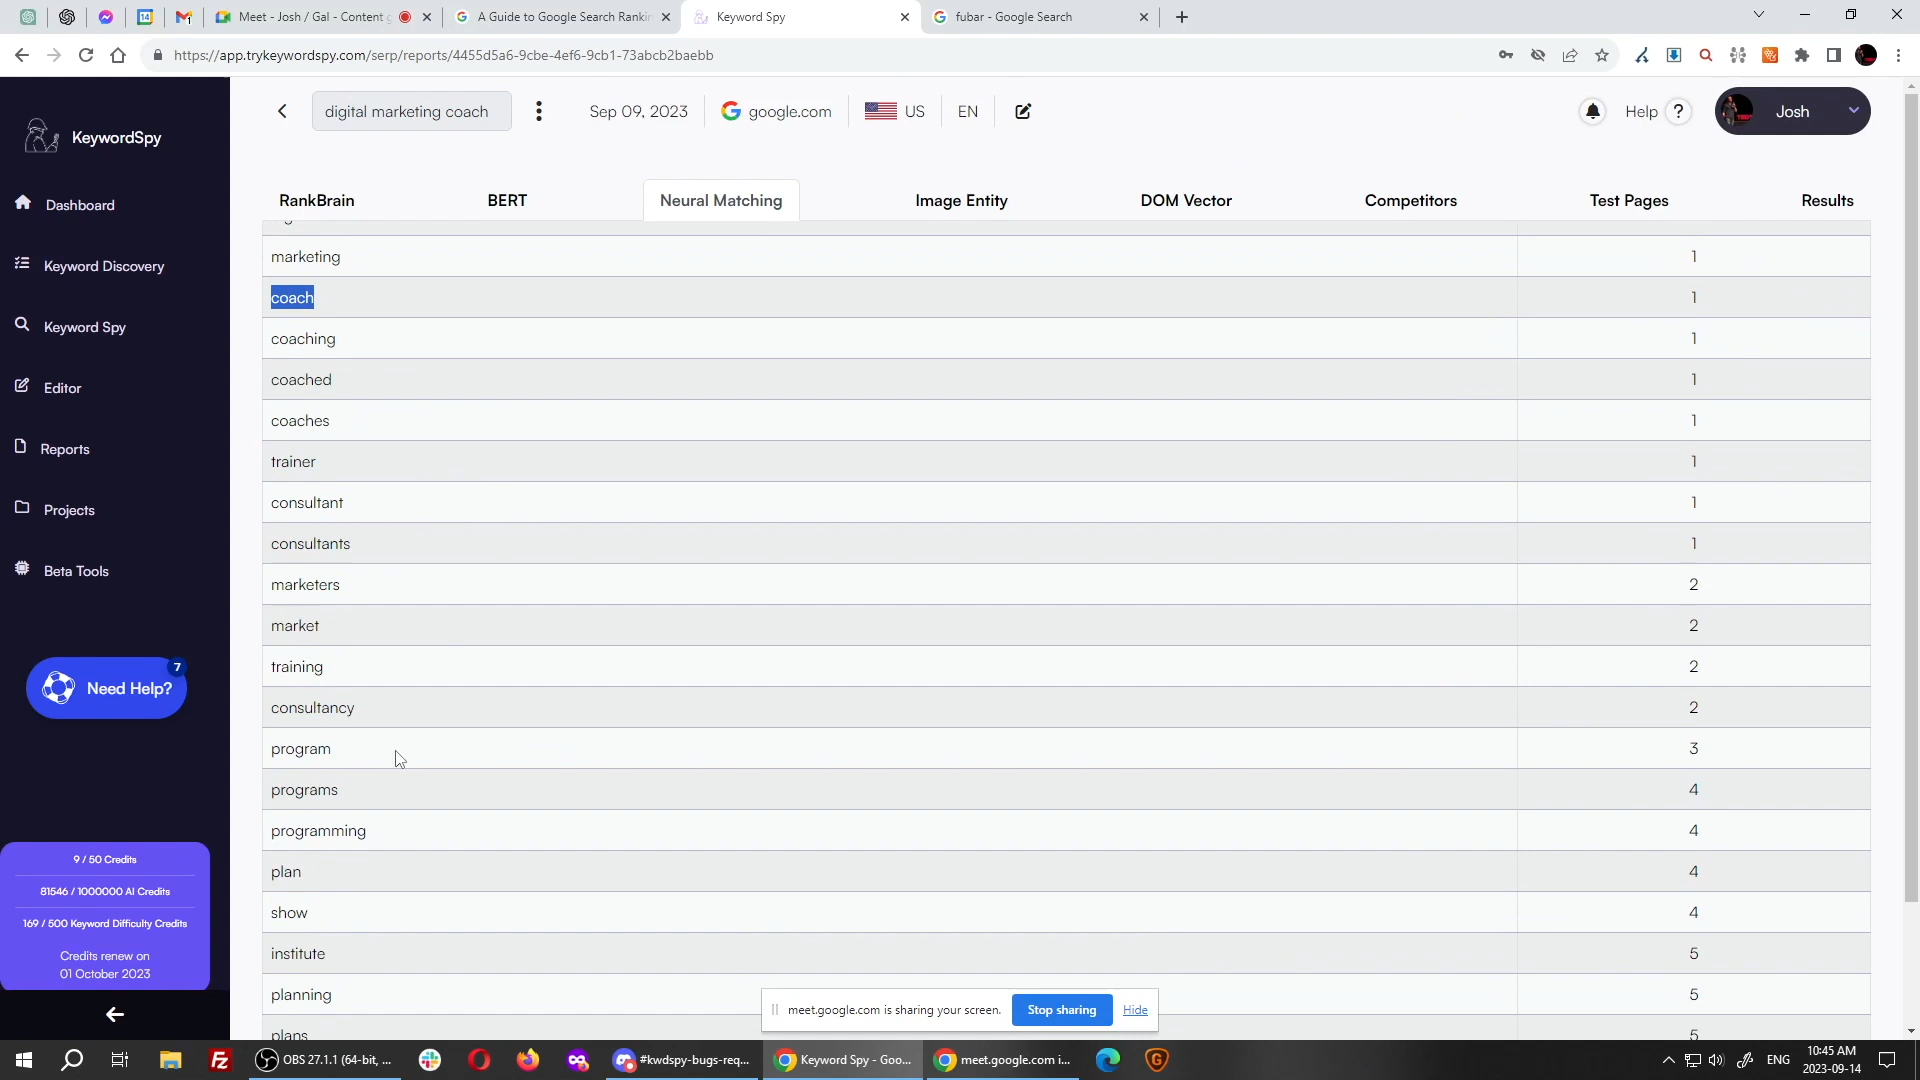 Meet - Josh / Gal - Content
A Guide to Google Search Rankin
Keyword Spy
fubar - Google Search
https://app.trykeywordspy.com/serp/reports/4455d5a6-9cbe-4ef6-9cb1-73abcb2baebb
KeywordSpy
digital marketing coach
Sep 09, 2023
google.com
US
EN
Help ?
Josh
RankBrain
BERT
Neural Matching
Image Entity
DOM Vector
Competitors
Test Pages
Results
Dashboard
Keyword Discovery
Keyword Spy
Editor
Reports
Projects
Beta Tools
7
Need Help?
9 / 50 Credits
81546 / 1000000 AI Credits
169 / 500 Keyword Difficulty Credits
Credits renew on
01 October 2023
marketing 1
coach 1
coaching 1
coached 1
coaches 1
trainer 1
consultant 1
consultants 1
marketers 2
market 2
training 2
consultancy 2
program 3
programs 4
programming 4
plan 4
show 4
institute 5
planning 5
plans 5
meet.google.com is sharing your screen.
Stop sharing
Hide
OBS 27.1.1 (64-bit, ...
#kwdspy-bugs-req...
Keyword Spy - Goo...
meet.google.com i...
ENG
10:45 AM
2023-09-14